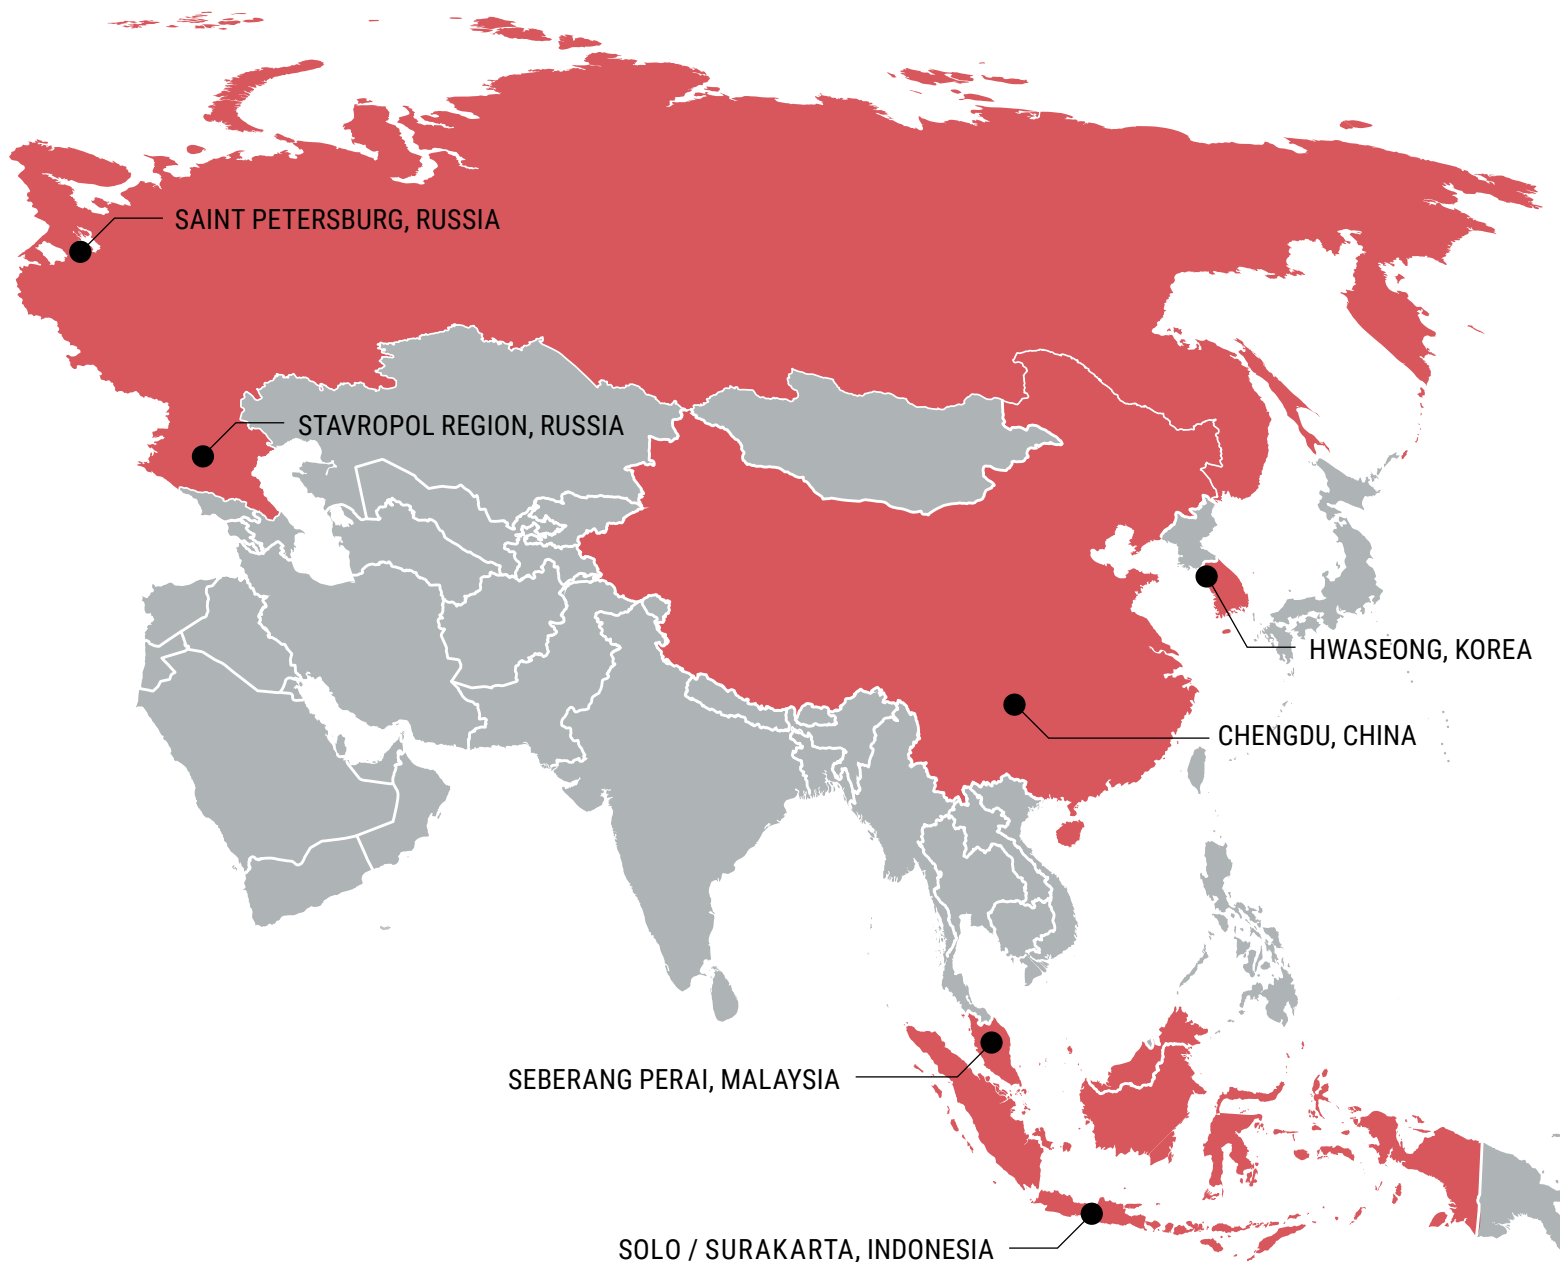 SAINT PETERSBURG, RUSSIA
STAVROPOL REGION, RUSSIA
HWASEONG, KOREA
CHENGDU, CHINA
SEBERANG PERAI, MALAYSIA
SOLO / SURAKARTA, INDONESIA